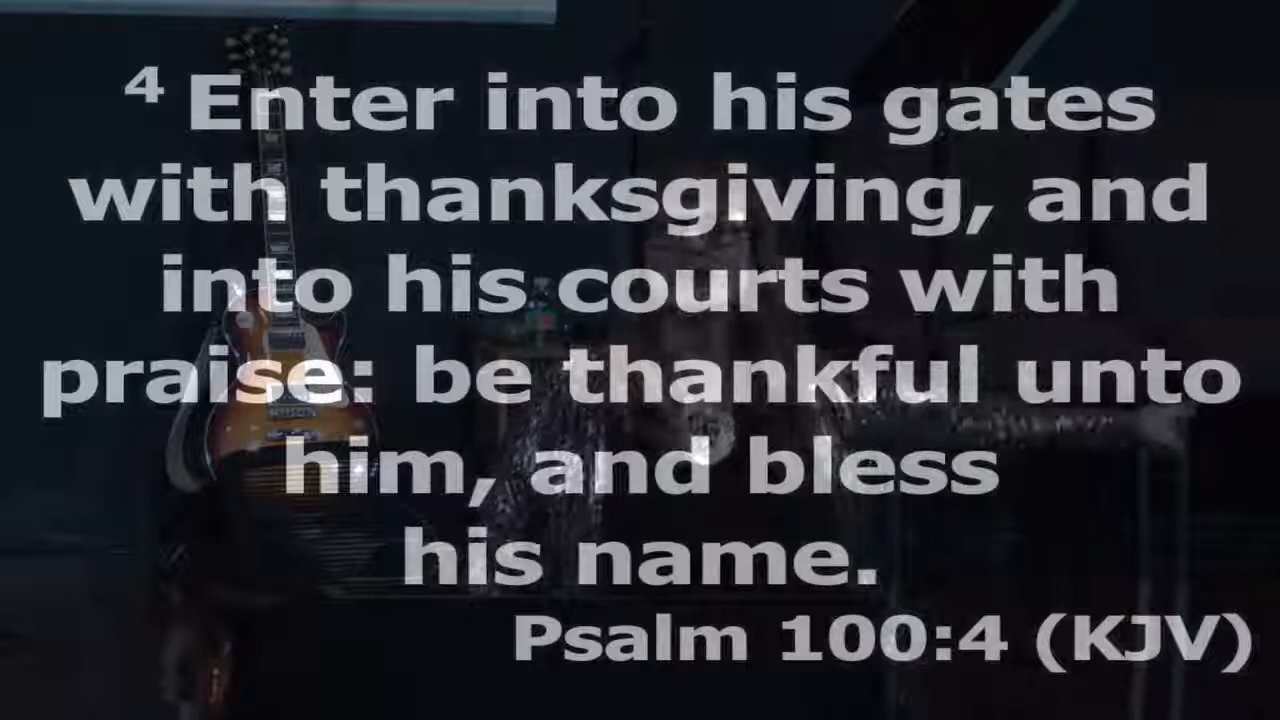 4 Enter into his gates
with thanksgiving, and
into his courts with
praise: be thankful unto
him, and bless
his name.
Psalm 100:4 (KJV)